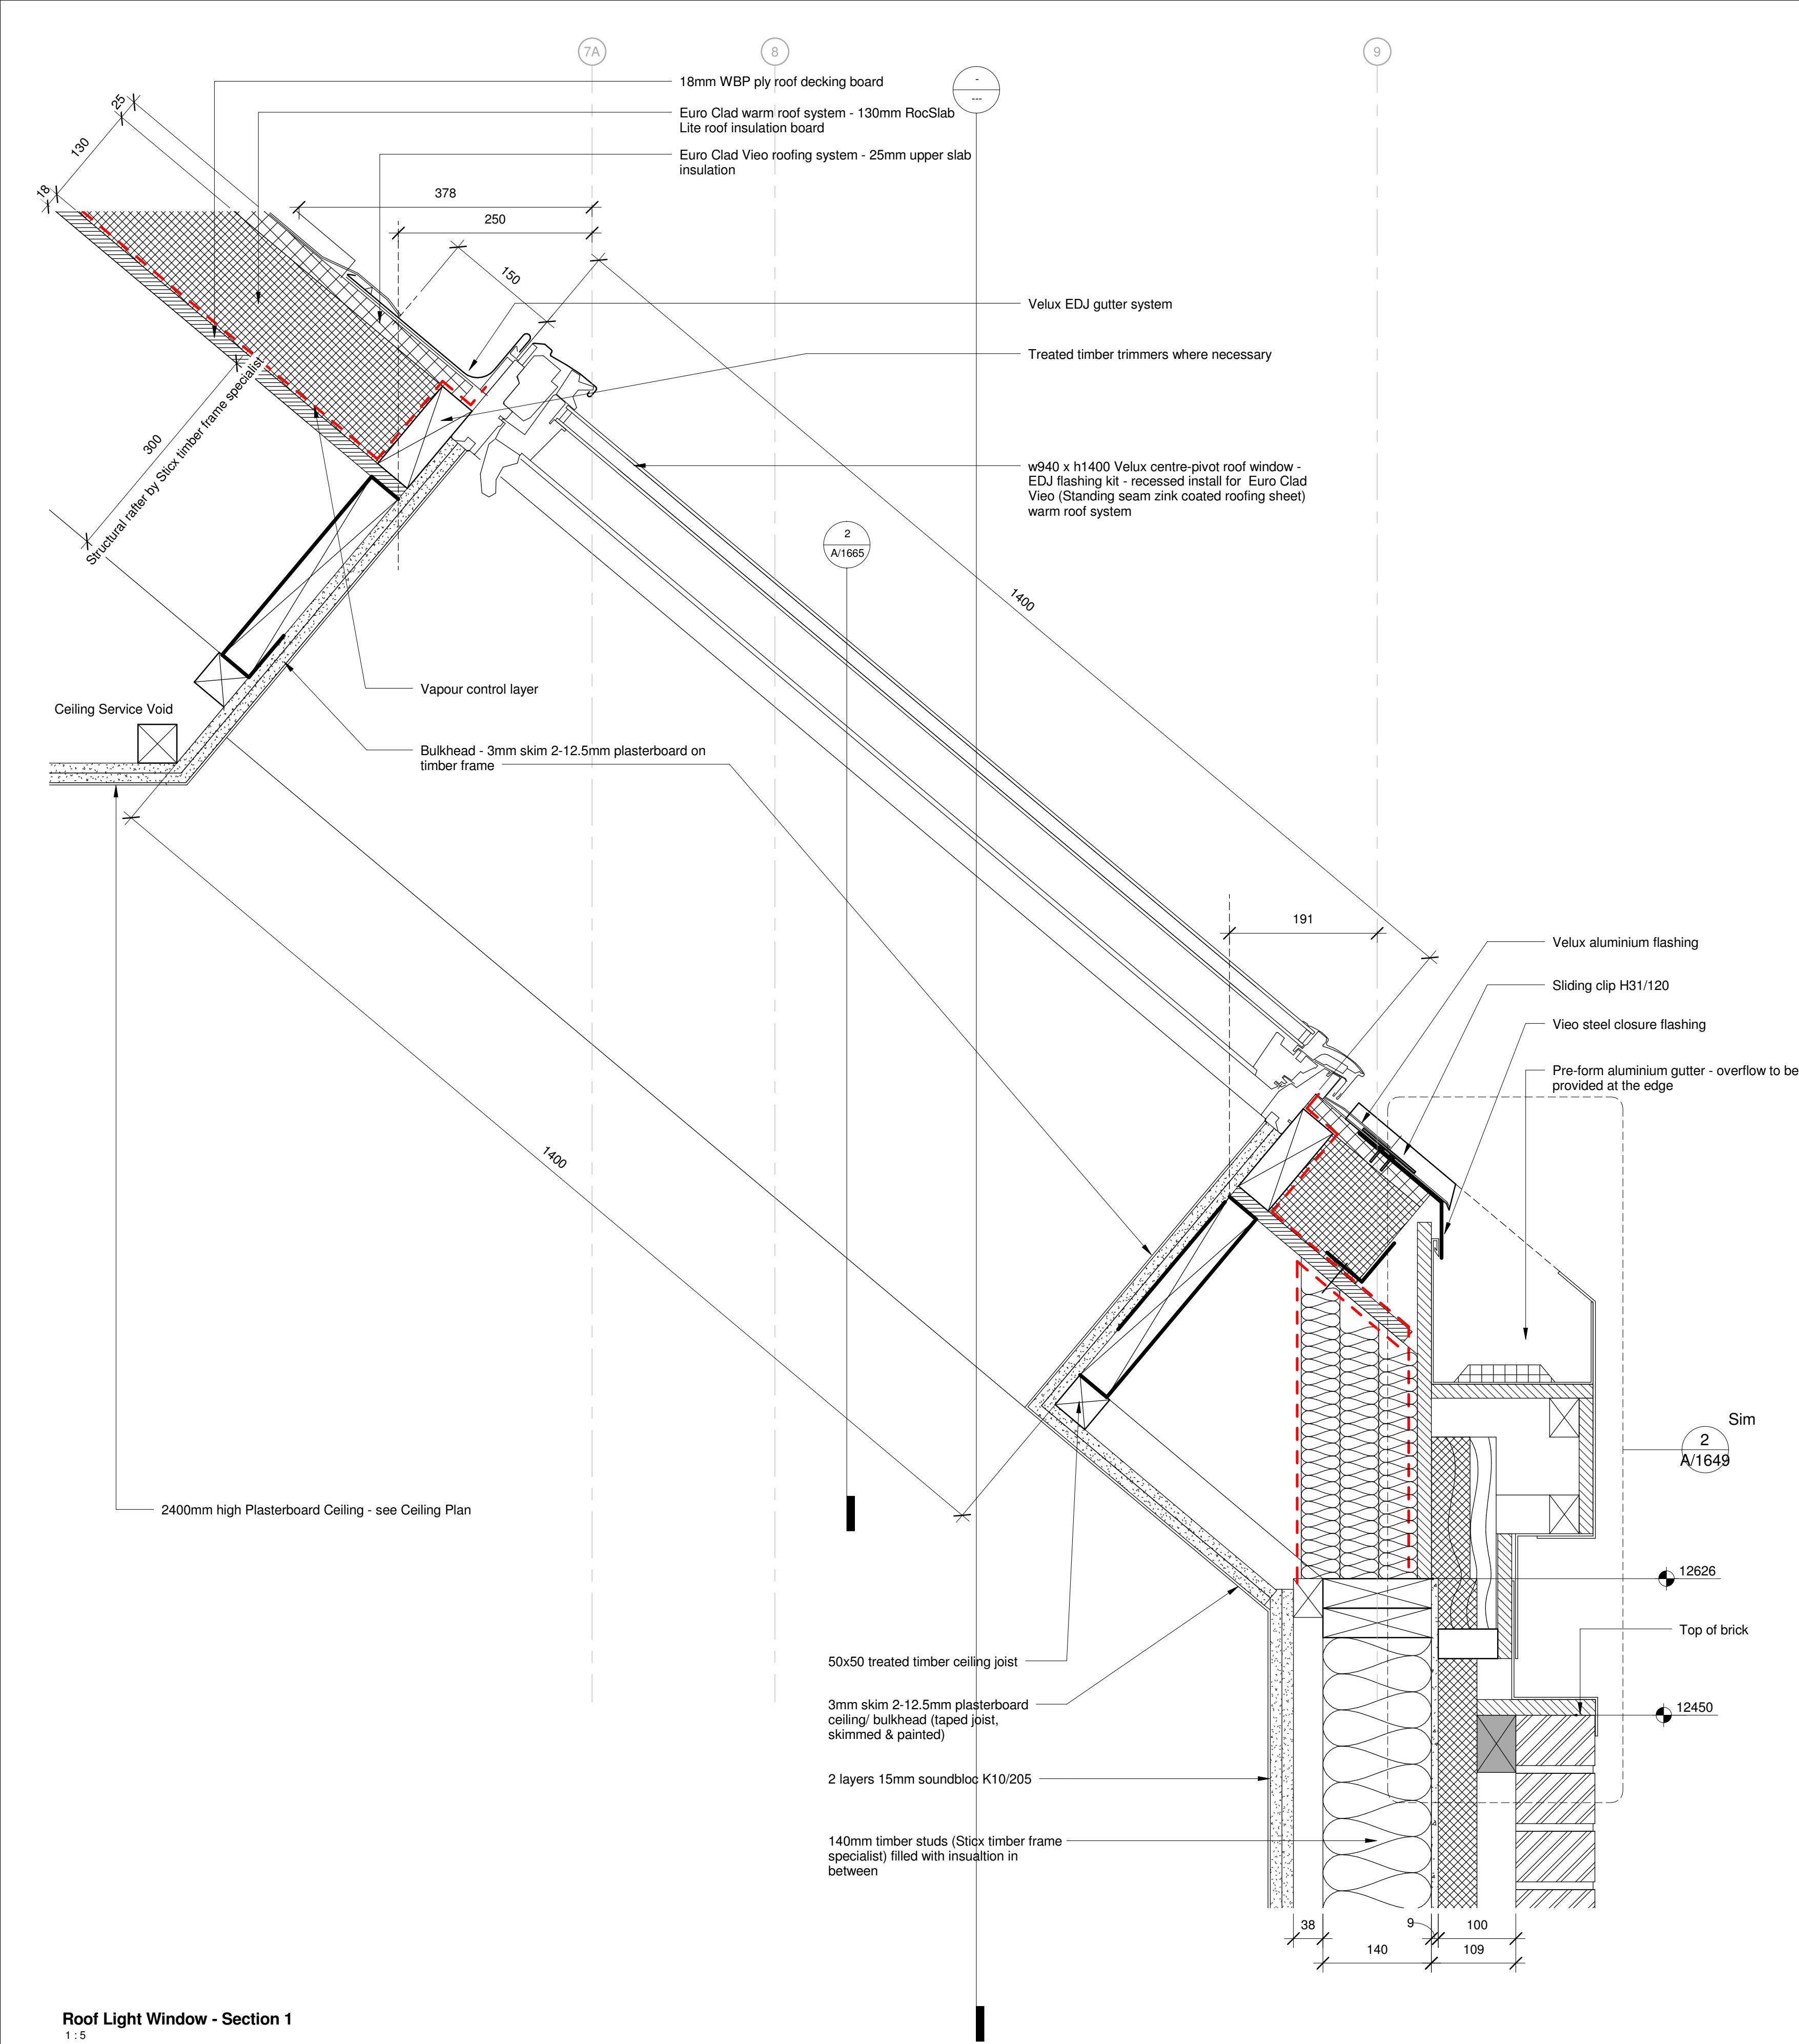 7A
8
9
-
---
18mm WBP ply roof decking board
Euro Clad warm roof system - 130mm RocSlab
Lite roof insulation board
Euro Clad Vieo roofing system - 25mm upper slab
insulation
25
130
18
378
250
150
Velux EDJ gutter system
Treated timber trimmers where necessary
300
Structural rafter by Sticx timber frame specialist
w940 x h1400 Velux centre-pivot roof window -
EDJ flashing kit - recessed install for Euro Clad
Vieo (Standing seam zink coated roofing sheet)
warm roof system
2
A/1665
1400
Vapour control layer
Ceiling Service Void
Bulkhead - 3mm skim 2-12.5mm plasterboard on
timber frame
191
Velux aluminium flashing
Sliding clip H31/120
Vieo steel closure flashing
Pre-form aluminium gutter - overflow to be
provided at the edge
1400
Sim
2
A/1649
2400mm high Plasterboard Ceiling - see Ceiling Plan
12626
Top of brick
12450
50x50 treated timber ceiling joist
3mm skim 2-12.5mm plasterboard
ceiling/ bulkhead (taped joist,
skimmed & painted)
2 layers 15mm soundbloc K10/205
140mm timber studs (Sticx timber frame
specialist) filled with insualtion in
between
38
9
100
140
109
Roof Light Window - Section 1
1 : 5